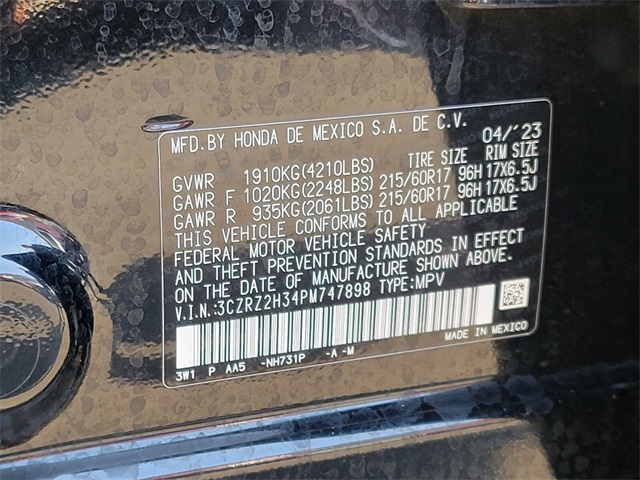 MFD.BY HONDA DE MEXICO S.A. DE C.V. 04/'23
TIRE SIZE RIM SIZE
GVWR 1910KG(4210LBS)
GAWR F 1020KG(2248LBS) 215/60R17 96H 17X6.5J
GAWR R 935KG(2061LBS) 215/60R17 96H 17X6.5J
THIS VEHICLE CONFORMS TO ALL APPLICABLE
FEDERAL MOTOR VEHICLE SAFETY
AND THEFT PREVENTION STANDARDS IN EFFECT
ON THE DATE OF MANUFACTURE SHOWN ABOVE.
V.I.N.:3CZRZ2H34PM747898 TYPE:MPV
MADE IN MEXICO
3W1 P AA5 -NH731P -A -M